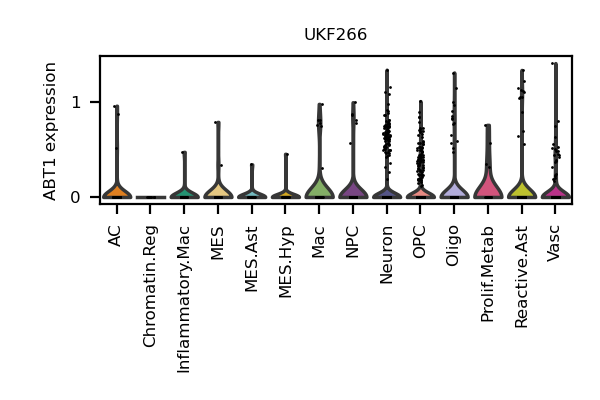 UKF266
ABT1 expression
1
0
AC
Chromatin.Reg
Inflammatory.Mac
MES
MES.Ast
MES.Hyp
Mac
NPC
Neuron
OPC
Oligo
Prolif.Metab
Reactive.Ast
Vasc